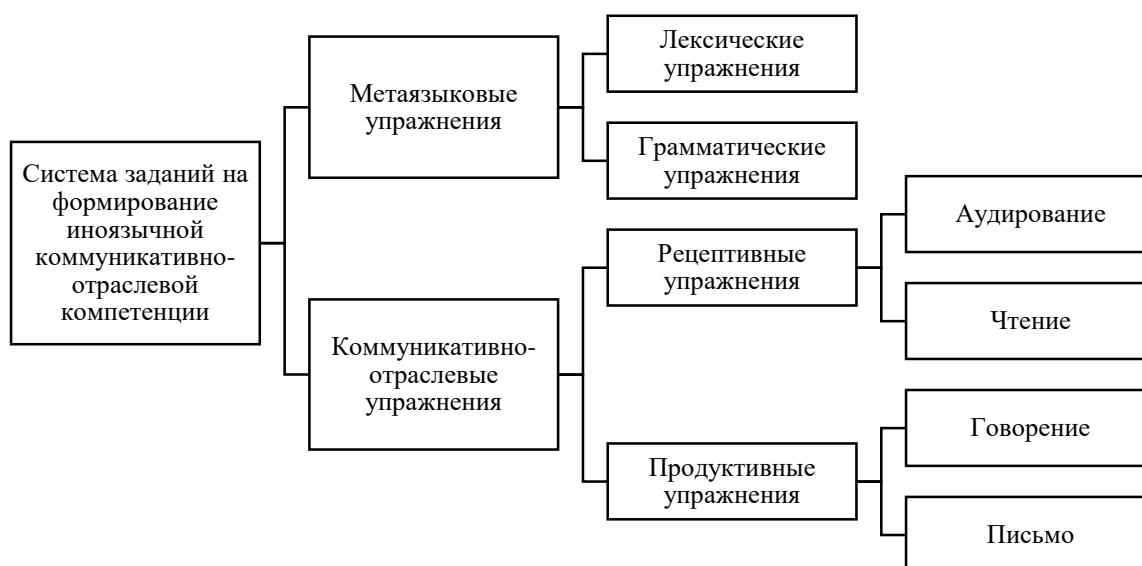 Система заданий на
формирование
иноязычной
коммуникативно-
отраслевой
компетенции
Метаязыковые
упражнения
Лексические
упражнения
Грамматические
упражнения
Коммуникативно-
отраслевые
упражнения
Рецептивные
упражнения
Аудирование
Чтение
Продуктивные
упражнения
Говорение
Письмо